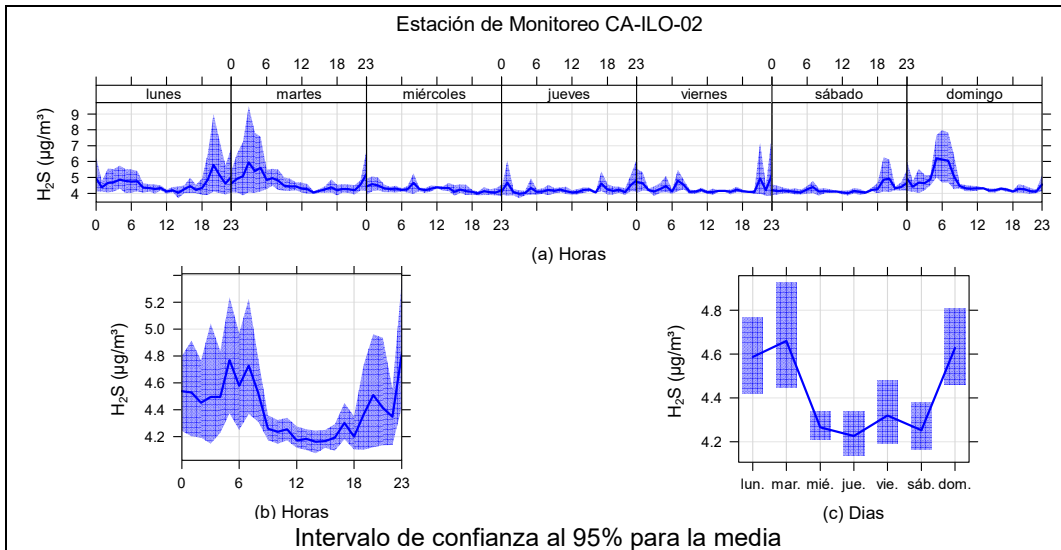 Estación de Monitoreo CA-ILO-02
0 6 12 18 23 0 6 12 18 23 0 6 12 18 23
lunes martes miércoles jueves viernes sábado domingo
H₂S (µg/m³)
9
8
7
6
5
4
0 6 12 18 23 0 6 12 18 23 0 6 12 18 23 0 6 12 18 23
(a) Horas
H₂S (µg/m³)
5.2
5.0
4.8
4.6
4.4
4.2
0 6 12 18 23
(b) Horas
H₂S (µg/m³)
4.8
4.6
4.4
4.2
lun. mar. mié. jue. vie. sáb. dom.
(c) Dias
Intervalo de confianza al 95% para la media